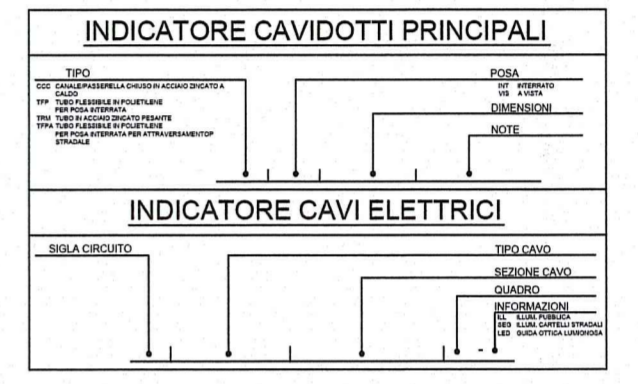 INDICATORE CAVIDOTTI PRINCIPALI
TIPO
CCC CANALE/PASSERELLA CHIUSO IN ACCIAIO ZINCATO A
CALDO
TFP TUBO FLESSIBILE IN POLIETILENE
PER POSA INTERRATA
TRM TUBO IN ACCIAIO ZINCATO PESANTE
TFPA TUBO FLESSIBILE IN POLIETILENE
PER POSA INTERRATA PER ATTRAVERSAMENTOP
STRADALE
POSA
INT INTERRATO
VIS A VISTA
DIMENSIONI
NOTE
INDICATORE CAVI ELETTRICI
SIGLA CIRCUITO
TIPO CAVO
SEZIONE CAVO
QUADRO
INFORMAZIONI
ILL ILLUM. PUBBLICA
SEG ILLUM. CARTELLI STRADALI
LED GUIDA OTTICA LUMIONOSA
-